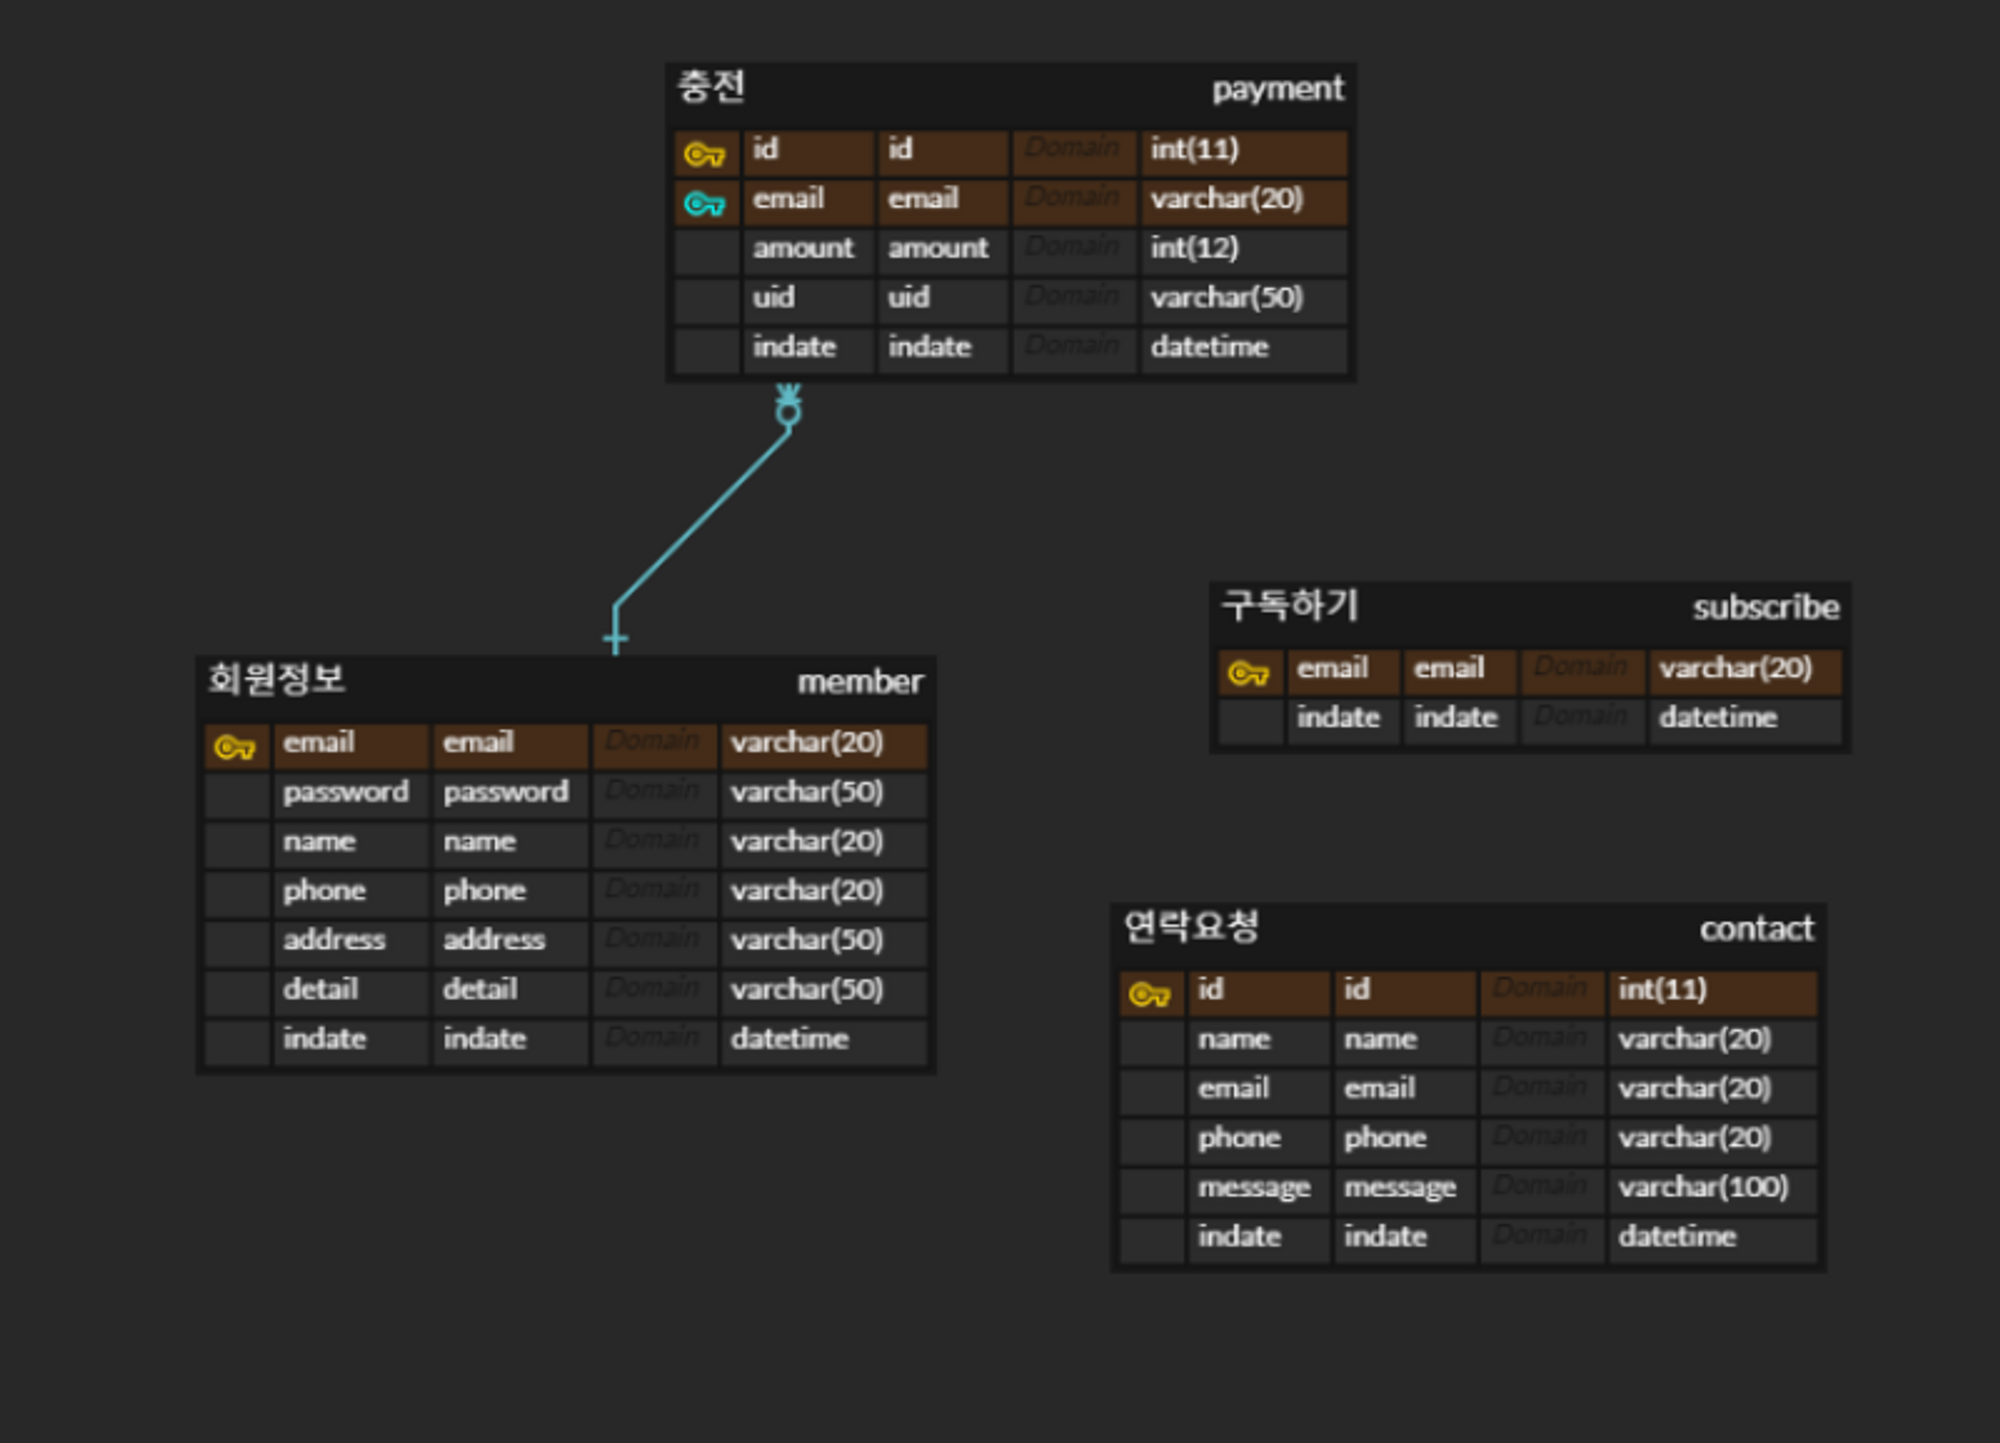 충전 payment
id id Domain int(11)
email email Domain varchar(20)
amount amount Domain int(12)
uid uid Domain varchar(50)
indate indate Domain datetime
회원정보 member
email email Domain varchar(20)
password password Domain varchar(50)
name name Domain varchar(20)
phone phone Domain varchar(20)
address address Domain varchar(50)
detail detail Domain varchar(50)
indate indate Domain datetime
구독하기 subscribe
email email Domain varchar(20)
indate indate Domain datetime
연락요청 contact
id id Domain int(11)
name name Domain varchar(20)
email email Domain varchar(20)
phone phone Domain varchar(20)
message message Domain varchar(100)
indate indate Domain datetime